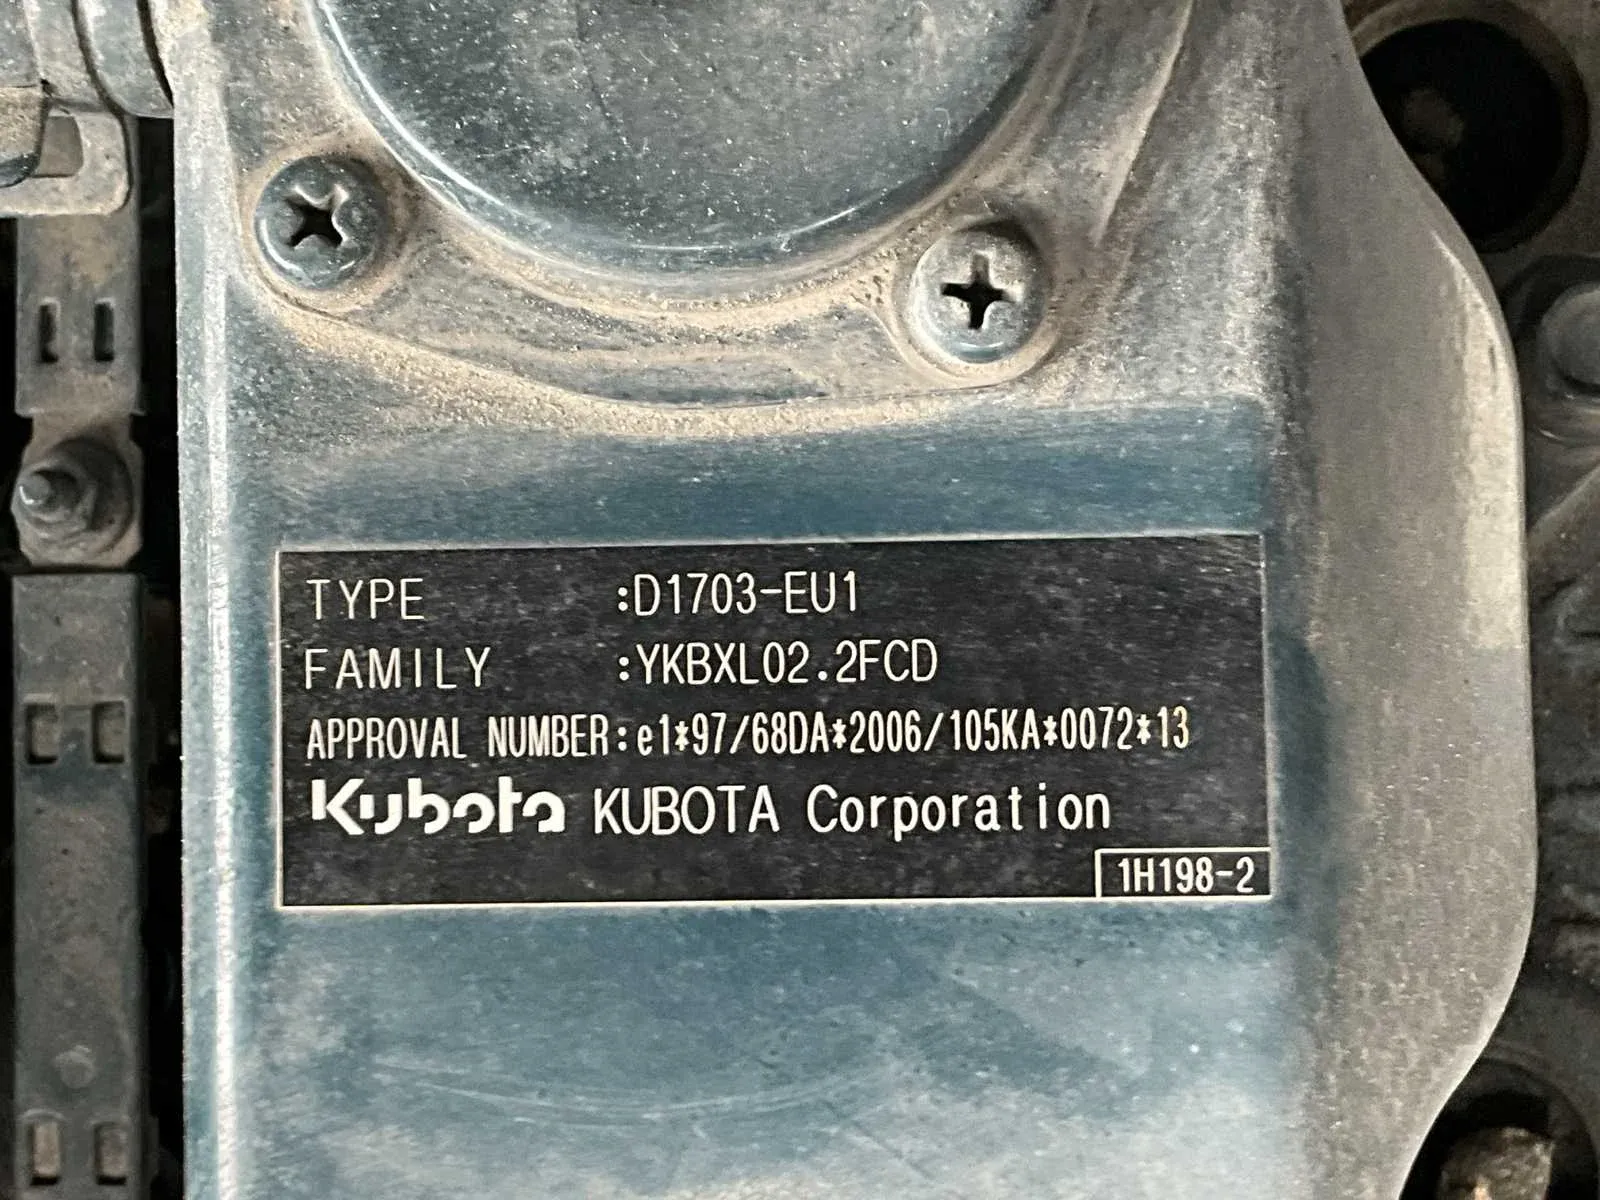 TYPE :D1703-EU1
FAMILY :YKBXL02.2FCD
APPROVAL NUMBER:e1*97/68DA*2006/105KA*0072*13
Kubota KUBOTA Corporation
1H198-2